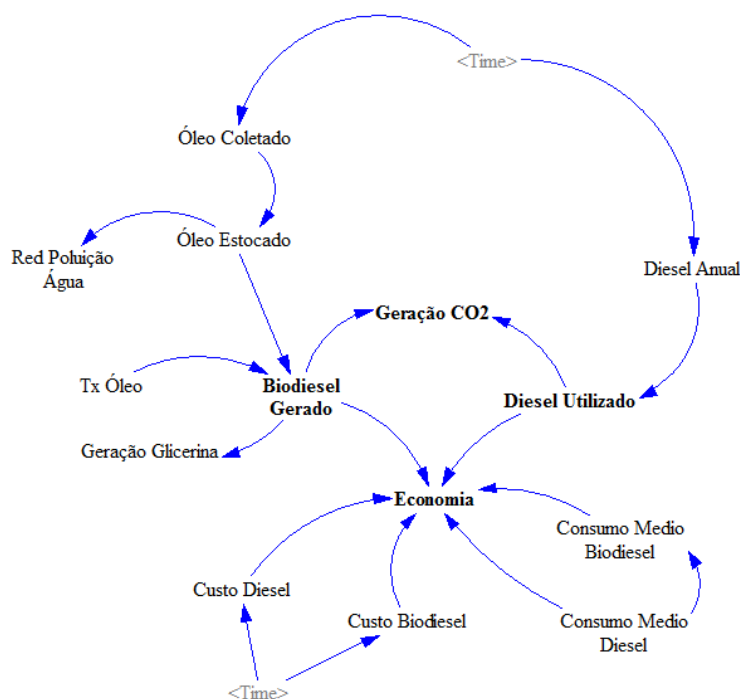 <Time>
Óleo Coletado
Óleo Estocado
Red Poluição
Água
Diesel Anual
Geração CO2
Tx Óleo
Biodiesel
Gerado
Diesel Utilizado
Geração Glicerina
Economia
Consumo Medio
Biodiesel
Custo Diesel
Custo Biodiesel
Consumo Medio
Diesel
<Time>